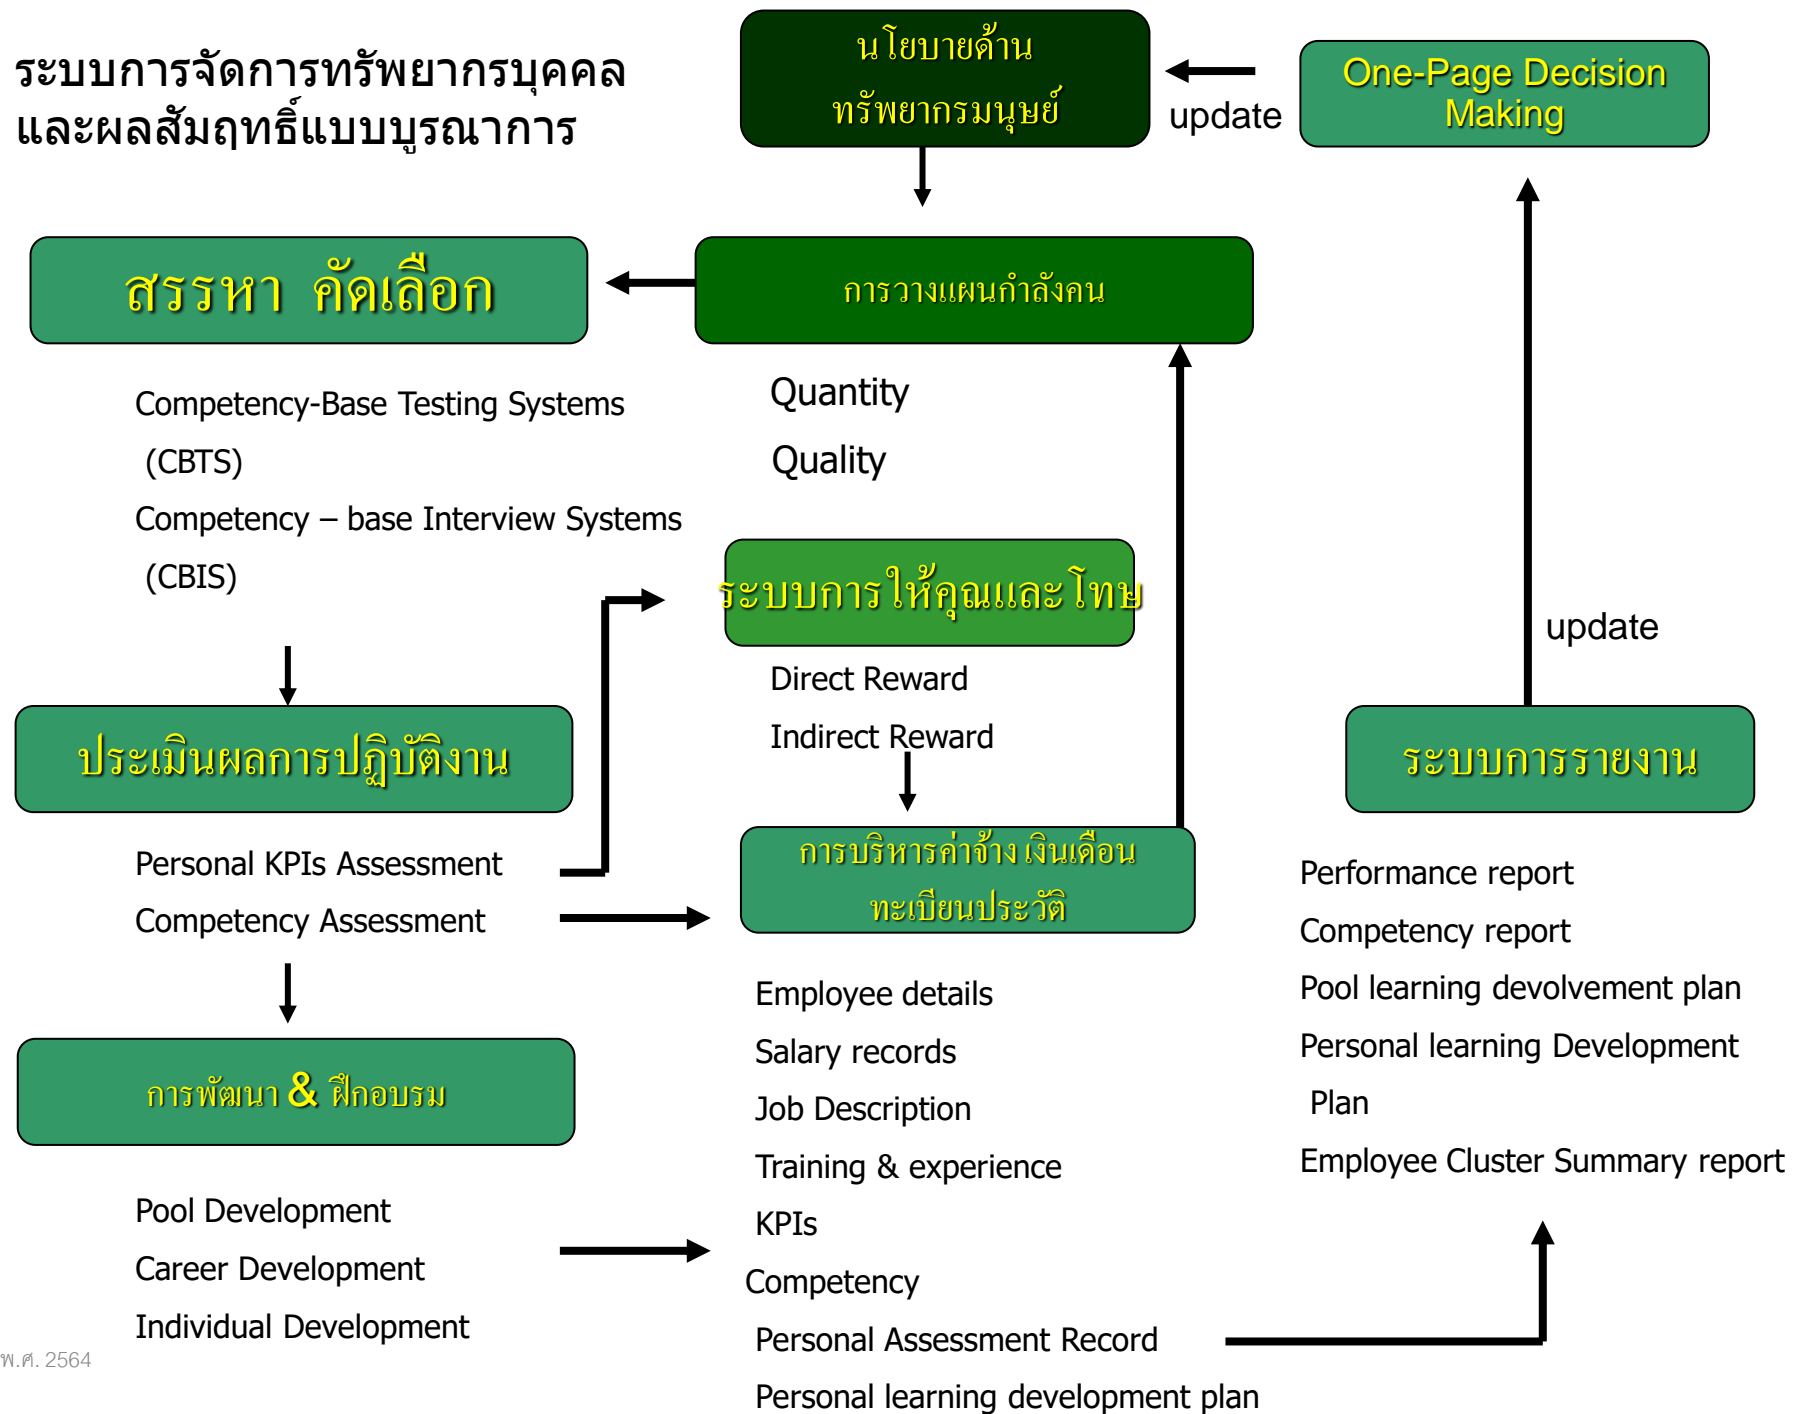 ระบบการจัดการทรัพยากรบุคคล
และผลสัมฤทธิ์แบบบูรณาการ
นโยบายด้าน
ทรัพยากรมนุษย์
update
One-Page Decision
Making
สรรหา คัดเลือก
การวางแผนกำลังคน
Competency-Base Testing Systems
(CBTS)
Competency – base Interview Systems
(CBIS)
Quantity
Quality
ระบบการให้คุณและโทษ
Direct Reward
Indirect Reward
update
ประเมินผลการปฏิบัติงาน
ระบบการรายงาน
Personal KPIs Assessment
Competency Assessment
การบริหารค่าจ้าง เงินเดือน
ทะเบียนประวัติ
Performance report
Competency report
Pool learning devolvement plan
Personal learning Development
Plan
Employee Cluster Summary report
การพัฒนา & ฝึกอบรม
Employee details
Salary records
Job Description
Training & experience
KPIs
Competency
Personal Assessment Record
Personal learning development plan
Pool Development
Career Development
Individual Development
พ.ศ. 2564